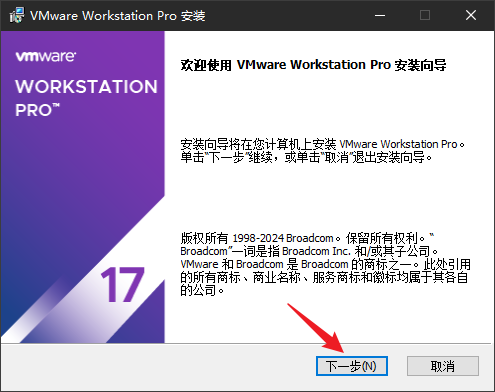 VMware Workstation Pro 安装
vmware
WORKSTATION
PRO™
17
欢迎使用 VMware Workstation Pro 安装向导
安装向导将在您计算机上安装 VMware Workstation Pro。
单击“下一步”继续，或单击“取消”退出安装向导。
版权所有 1998-2024 Broadcom。保留所有权利。“
Broadcom”一词是指 Broadcom Inc. 和/或其子公司。
VMware 和 Broadcom 是 Broadcom 的商标之一。此处引用
的所有商标、商业名称、服务商标和徽标均属于其各自
的公司。
下一步(N)
取消